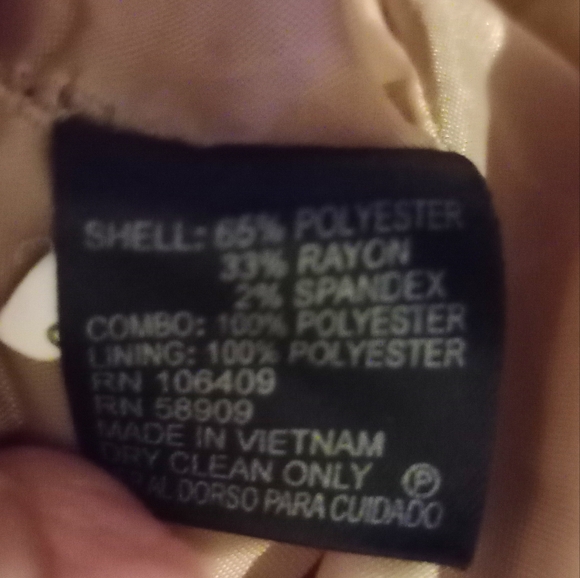 SHELL: 65% POLYESTER
33% RAYON
2% SPANDEX
COMBO: 100% POLYESTER
LINING: 100% POLYESTER
RN 106409
RN 58909
MADE IN VIETNAM
DRY CLEAN ONLY Ⓟ
AL DORSO PARA CUIDADO